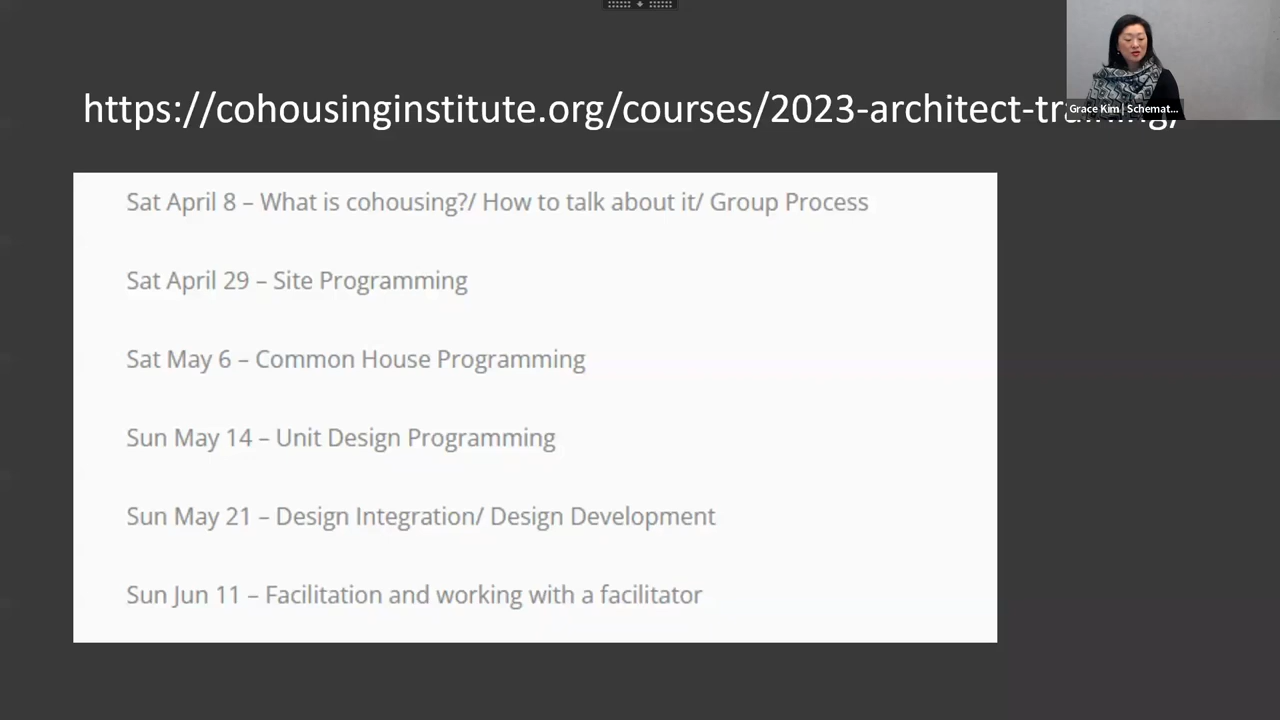 https://cohousinginstitute.org/courses/2023-architect-training/
Grace Kim | Schemat...
Sat April 8 – What is cohousing?/ How to talk about it/ Group Process
Sat April 29 – Site Programming
Sat May 6 – Common House Programming
Sun May 14 – Unit Design Programming
Sun May 21 – Design Integration/ Design Development
Sun Jun 11 – Facilitation and working with a facilitator